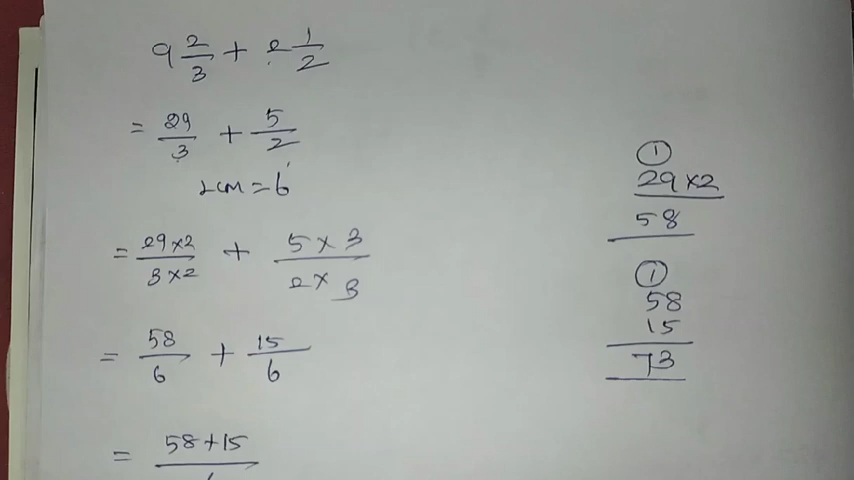 9 2/3 + 2 1/2
= 29/3 + 5/2
LCM = 6
= 29×2/3×2 + 5×3/2×3
= 58/6 + 15/6
= 58+15
1
29×2
58
1
58
15
73